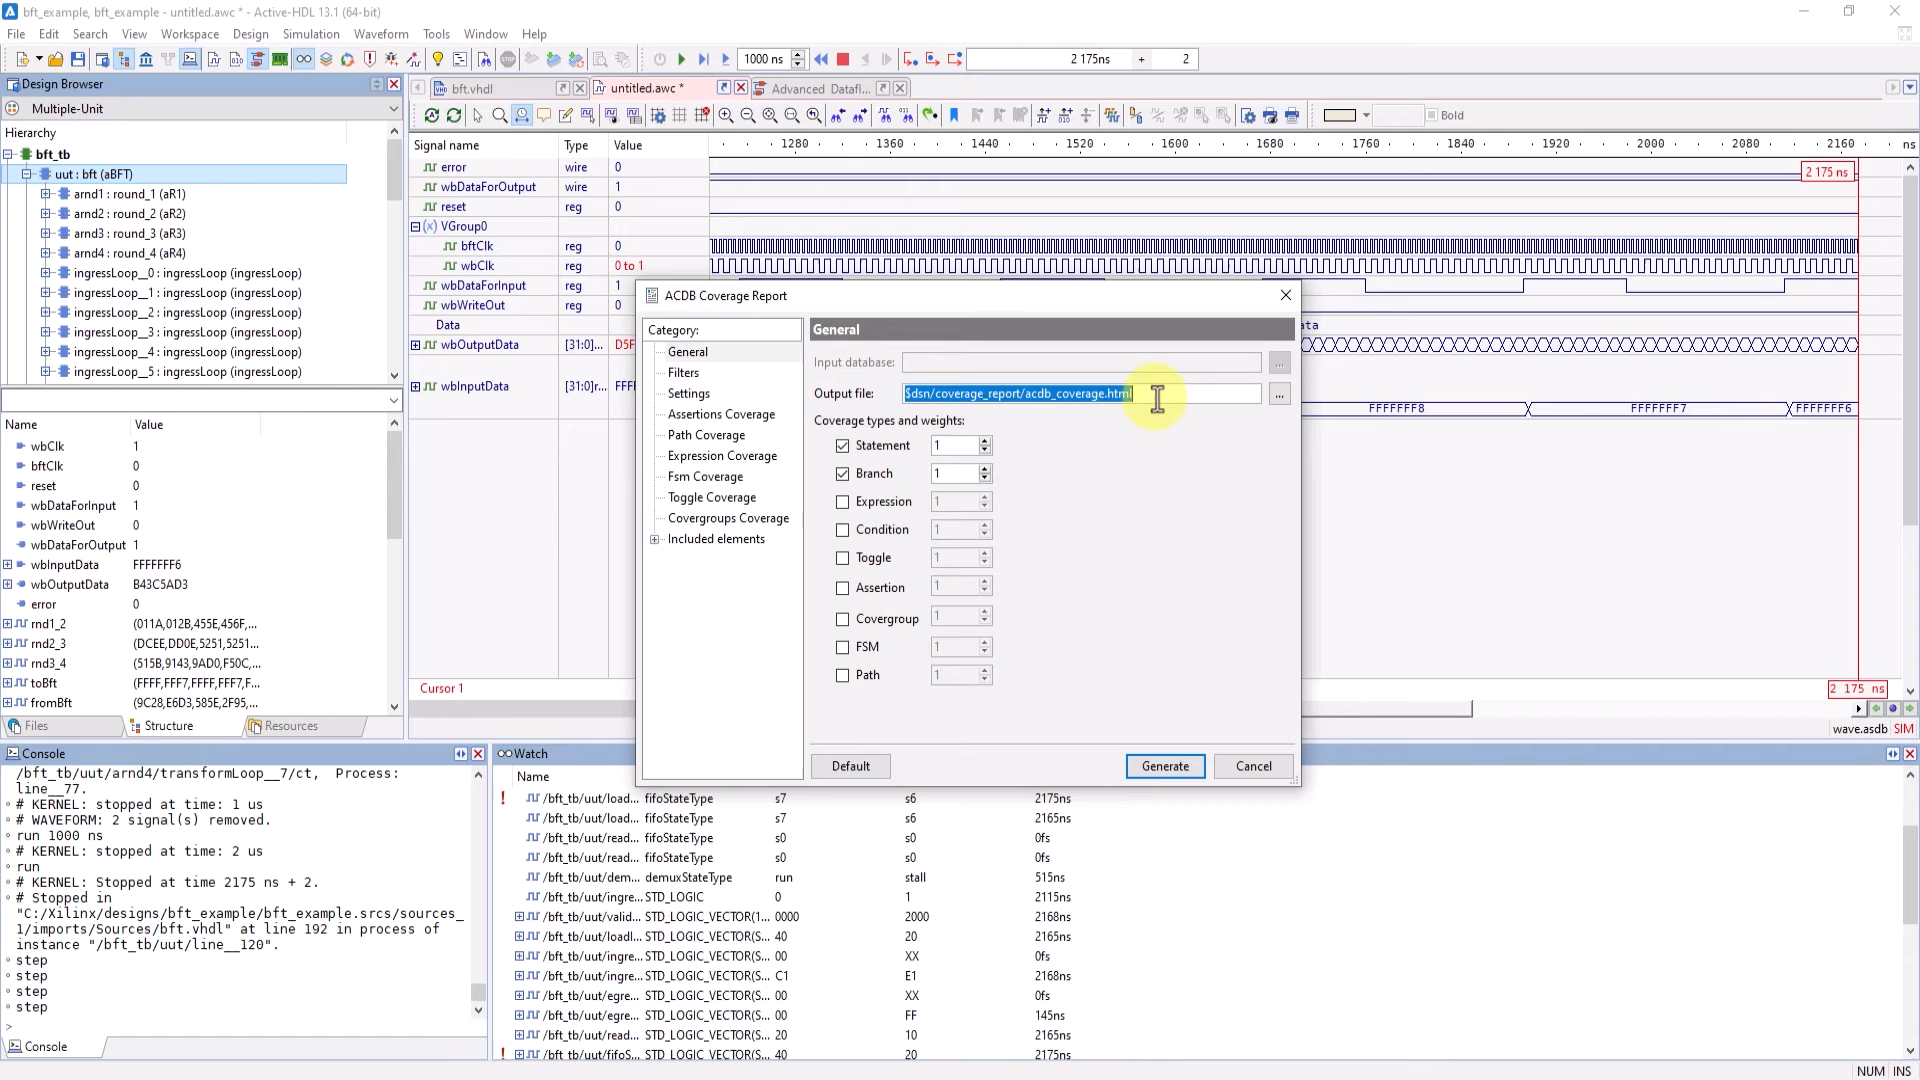 bft_example, bft_example - untitled.awc * - Active-HDL 13.1 (64-bit)
File Edit Search View Workspace Design Simulation Waveform Tools Window Help
1000 ns
2 175ns + 2
Design Browser
Multiple-Unit
Hierarchy
bft_tb
uut : bft (aBFT)
arnd1 : round_1 (aR1)
arnd2 : round_2 (aR2)
arnd3 : round_3 (aR3)
arnd4 : round_4 (aR4)
ingressLoop__0 : ingressLoop (ingressLoop)
ingressLoop__1 : ingressLoop (ingressLoop)
ingressLoop__2 : ingressLoop (ingressLoop)
ingressLoop__3 : ingressLoop (ingressLoop)
ingressLoop__4 : ingressLoop (ingressLoop)
ingressLoop__5 : ingressLoop (ingressLoop)
Name Value
wbClk 1
bftClk 0
reset 0
wbDataForInput 1
wbWriteOut 0
wbDataForOutput 1
wbInputData FFFFFFF6
wbOutputData B43C5AD3
error 0
rnd1_2 (011A,012B,455E,456F,...
rnd2_3 (DCEE,DD0E,5251,5251...
rnd3_4 (515B,9143,9AD0,F50C,...
toBft (FFFF,FFF7,FFFF,FFF7,F...
fromBft (9C28,E6D3,585E,2F95,...
Files Structure Resources
bft.vhdl untitled.awc * Advanced Datafl...
Bold
Signal name Type Value 1280 1360 1440 1520 1600 1680 1760 1840 1920 2000 2080 2160 ns
error wire 0
2 175 ns
wbDataForOutput wire 1
reset reg 0
VGroup0
bftClk reg 0
wbClk reg 0 to 1
wbDataForInput reg 1
wbWriteOut reg 0
Data ata
wbOutputData [31:0]... D5F
wbInputData [31:0]r... FFF
FFFFFFF8 FFFFFFF7 FFFFFFF6
Cursor 1 2 175 ns
wave.asdb SIM
ACDB Coverage Report
Category:
General
Filters
Settings
Assertions Coverage
Path Coverage
Expression Coverage
Fsm Coverage
Toggle Coverage
Covergroups Coverage
Included elements
General
Input database: ...
Output file: $dsn/coverage_report/acdb_coverage.html ...
Coverage types and weights:
Statement 1
Branch 1
Expression 1
Condition 1
Toggle 1
Assertion 1
Covergroup 1
FSM 1
Path 1
Default Generate Cancel
Console
/bft_tb/uut/arnd4/transformLoop__7/ct, Process:
line__77.
# KERNEL: stopped at time: 1 us
# WAVEFORM: 2 signal(s) removed.
run 1000 ns
# KERNEL: stopped at time: 2 us
run
# KERNEL: Stopped at time 2175 ns + 2.
# Stopped in
"C:/Xilinx/designs/bft_example/bft_example.srcs/sources_
1/imports/Sources/bft.vhdl" at line 192 in process of
instance "/bft_tb/uut/line__120".
step
step
step
step
>
Console
Watch
Name
! /bft_tb/uut/load... fifoStateType s7 s6 2175ns
/bft_tb/uut/load... fifoStateType s7 s6 2165ns
/bft_tb/uut/read... fifoStateType s0 s0 0fs
/bft_tb/uut/read... fifoStateType s0 s0 0fs
/bft_tb/uut/dem... demuxStateType run stall 515ns
/bft_tb/uut/ingre... STD_LOGIC 0 1 2115ns
/bft_tb/uut/valid... STD_LOGIC_VECTOR(1... 0000 2000 2168ns
/bft_tb/uut/loadI... STD_LOGIC_VECTOR(S... 40 20 2165ns
/bft_tb/uut/ingre... STD_LOGIC_VECTOR(S... 00 XX 0fs
/bft_tb/uut/ingre... STD_LOGIC_VECTOR(S... C1 E1 2168ns
/bft_tb/uut/egre... STD_LOGIC_VECTOR(S... 00 XX 0fs
/bft_tb/uut/egre... STD_LOGIC_VECTOR(S... 00 FF 145ns
/bft_tb/uut/read... STD_LOGIC_VECTOR(S... 20 10 2165ns
! /bft_tb/uut/fifoS... STD_LOGIC_VECTOR(S... 40 20 2175ns
NUM INS